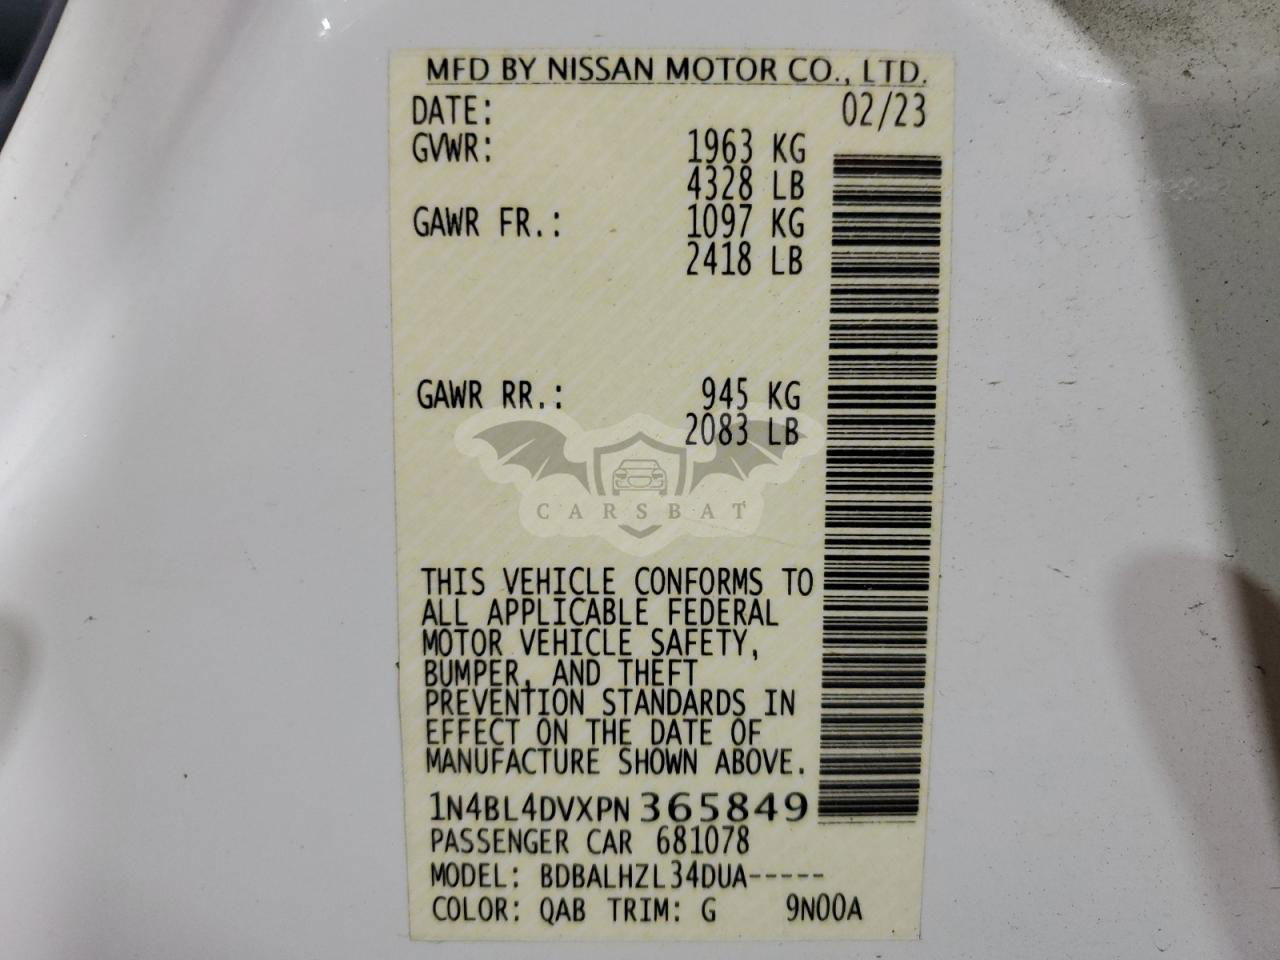 MFD BY NISSAN MOTOR CO., LTD.
DATE: 02/23
GVWR: 1963 KG
4328 LB
GAWR FR.: 1097 KG
2418 LB
GAWR RR.: 945 KG
2083 LB
CARSBAT
THIS VEHICLE CONFORMS TO
ALL APPLICABLE FEDERAL
MOTOR VEHICLE SAFETY,
BUMPER, AND THEFT
PREVENTION STANDARDS IN
EFFECT ON THE DATE OF
MANUFACTURE SHOWN ABOVE.
1N4BL4DVXPN365849
PASSENGER CAR 681078
MODEL: BDBALHZL34DUA-----
COLOR: QAB TRIM: G 9N00A